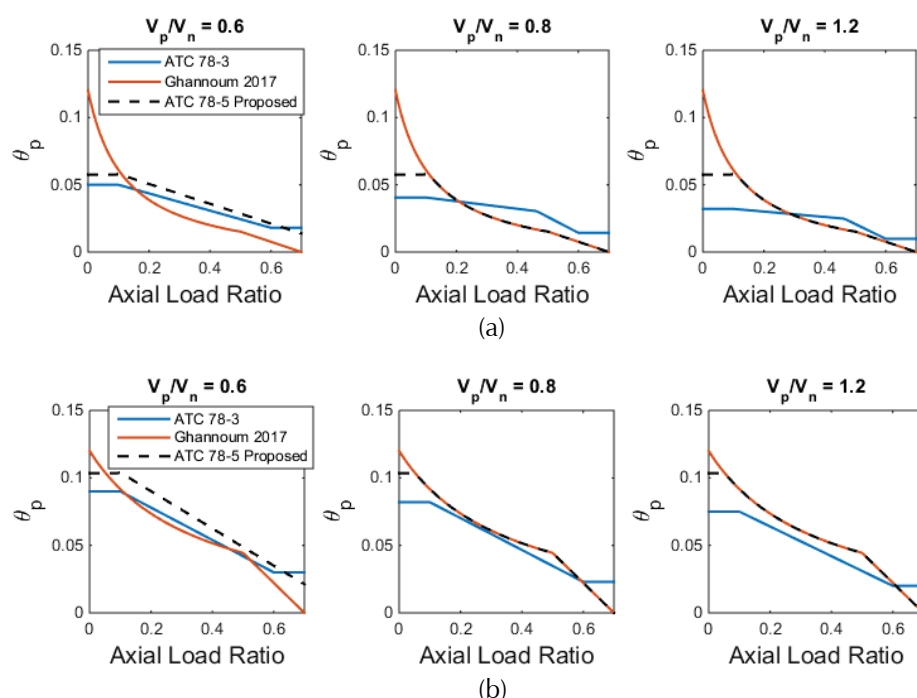 V_p/V_n = 0.6
V_p/V_n = 0.8
V_p/V_n = 1.2
0.15
0.1
0.05
0
θ_p
ATC 78-3
Ghannoum 2017
ATC 78-5 Proposed
0 0.2 0.4 0.6
Axial Load Ratio
0.15
0.1
0.05
0
0 0.2 0.4 0.6
Axial Load Ratio
0.15
0.1
0.05
0
0 0.2 0.4 0.6
Axial Load Ratio
(a)
V_p/V_n = 0.6
V_p/V_n = 0.8
V_p/V_n = 1.2
0.15
0.1
0.05
0
θ_p
ATC 78-3
Ghannoum 2017
ATC 78-5 Proposed
0 0.2 0.4 0.6
Axial Load Ratio
0.15
0.1
0.05
0
θ_p
0 0.2 0.4 0.6
Axial Load Ratio
0.15
0.1
0.05
0
θ_p
0 0.2 0.4 0.6
Axial Load Ratio
(b)